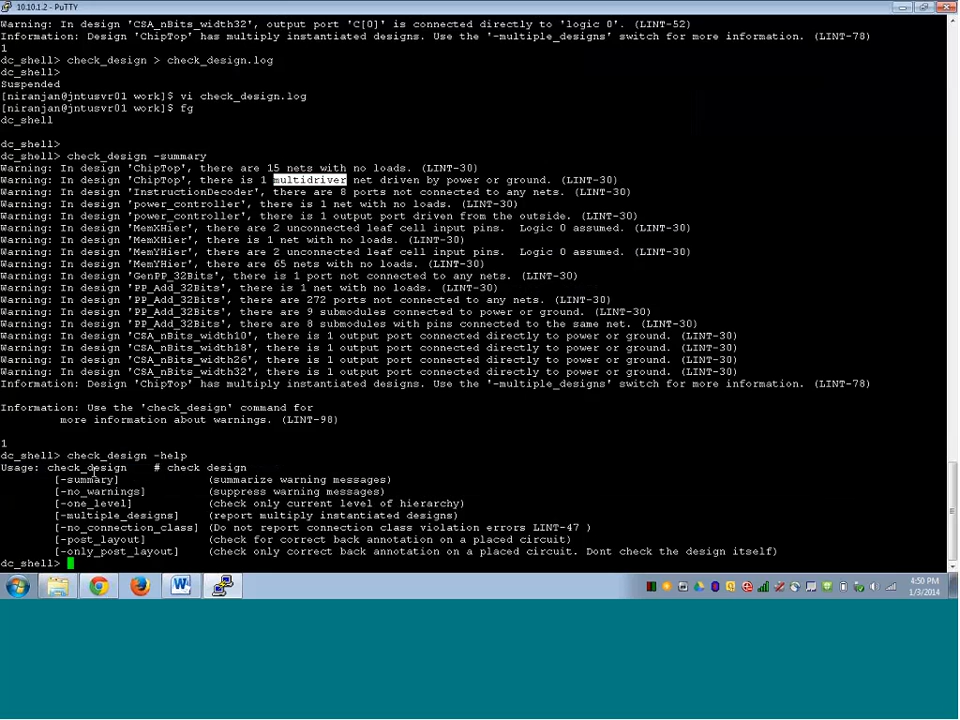 10.10.1.2 - PuTTY
Warning: In design 'CSA_nBits_width32', output port 'C[0]' is connected directly to 'logic 0'. (LINT-52)
Information: Design 'ChipTop' has multiply instantiated designs. Use the '-multiple_designs' switch for more information. (LINT-78)
1
dc_shell> check_design > check_design.log
dc_shell>
Suspended
[niranjan@jntusvr01 work]$ vi check_design.log
[niranjan@jntusvr01 work]$ fg
dc_shell
dc_shell>
dc_shell> check_design -summary
Warning: In design 'ChipTop', there are 15 nets with no loads. (LINT-30)
Warning: In design 'ChipTop', there is 1 multidriver net driven by power or ground. (LINT-30)
Warning: In design 'InstructionDecoder', there are 8 ports not connected to any nets. (LINT-30)
Warning: In design 'power_controller', there is 1 net with no loads. (LINT-30)
Warning: In design 'power_controller', there is 1 output port driven from the outside. (LINT-30)
Warning: In design 'MemXHier', there are 2 unconnected leaf cell input pins.  Logic 0 assumed. (LINT-30)
Warning: In design 'MemXHier', there is 1 net with no loads. (LINT-30)
Warning: In design 'MemYHier', there are 2 unconnected leaf cell input pins.  Logic 0 assumed. (LINT-30)
Warning: In design 'MemYHier', there are 65 nets with no loads. (LINT-30)
Warning: In design 'GenPP_32Bits', there is 1 port not connected to any nets. (LINT-30)
Warning: In design 'PP_Add_32Bits', there is 1 net with no loads. (LINT-30)
Warning: In design 'PP_Add_32Bits', there are 272 ports not connected to any nets. (LINT-30)
Warning: In design 'PP_Add_32Bits', there are 9 submodules connected to power or ground. (LINT-30)
Warning: In design 'PP_Add_32Bits', there are 8 submodules with pins connected to the same net. (LINT-30)
Warning: In design 'CSA_nBits_width10', there is 1 output port connected directly to power or ground. (LINT-30)
Warning: In design 'CSA_nBits_width18', there is 1 output port connected directly to power or ground. (LINT-30)
Warning: In design 'CSA_nBits_width26', there is 1 output port connected directly to power or ground. (LINT-30)
Warning: In design 'CSA_nBits_width32', there is 1 output port connected directly to power or ground. (LINT-30)
Information: Design 'ChipTop' has multiply instantiated designs. Use the '-multiple_designs' switch for more information. (LINT-78)
Information: Use the 'check_design' command for
more information about warnings. (LINT-98)
1
dc_shell> check_design -help
Usage: check_design    # check design
[-summary]             (summarize warning messages)
[-no_warnings]         (suppress warning messages)
[-one_level]           (check only current level of hierarchy)
[-multiple_designs]    (report multiply instantiated designs)
[-no_connection_class] (Do not report connection class violation errors LINT-47 )
[-post_layout]         (check for correct back annotation on a placed circuit)
[-only_post_layout]    (check only correct back annotation on a placed circuit. Dont check the design itself)
dc_shell>
4:50 PM
1/3/2014